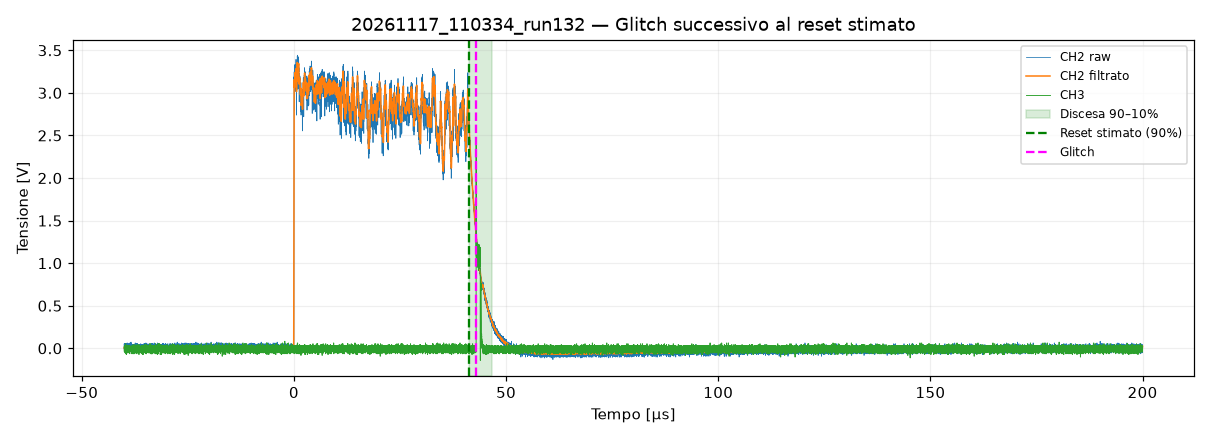 20261117_110334_run132 — Glitch successivo al reset stimato
Tensione [V]
3.5
3.0
2.5
2.0
1.5
1.0
0.5
0.0
CH2 raw
CH2 filtrato
CH3
Discesa 90–10%
Reset stimato (90%)
Glitch
−50
0
50
100
150
200
Tempo [µs]